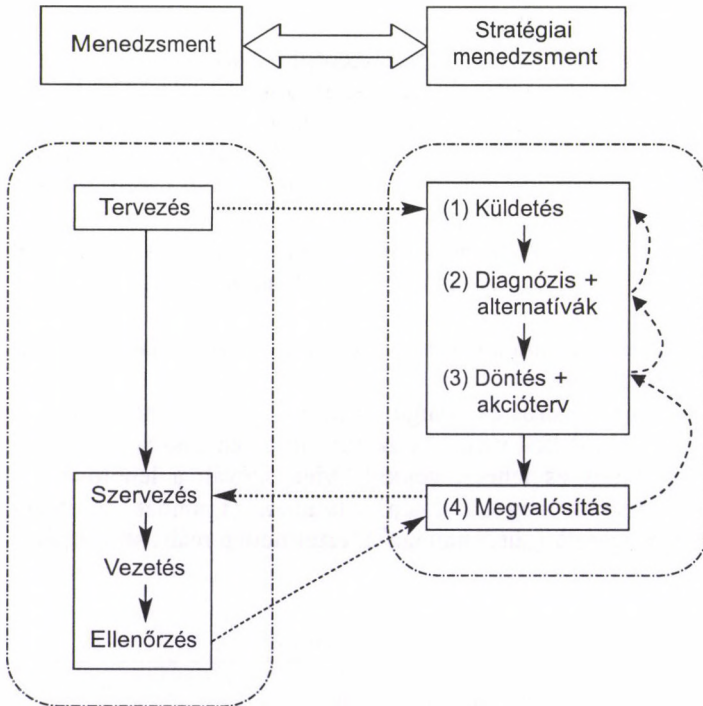 Menedzsment
Stratégiai
menedzsment
Tervezés
Szervezés
Vezetés
Ellenőrzés
(1) Küldetés
(2) Diagnózis +
alternatívák
(3) Döntés +
akcióterv
(4) Megvalósítás